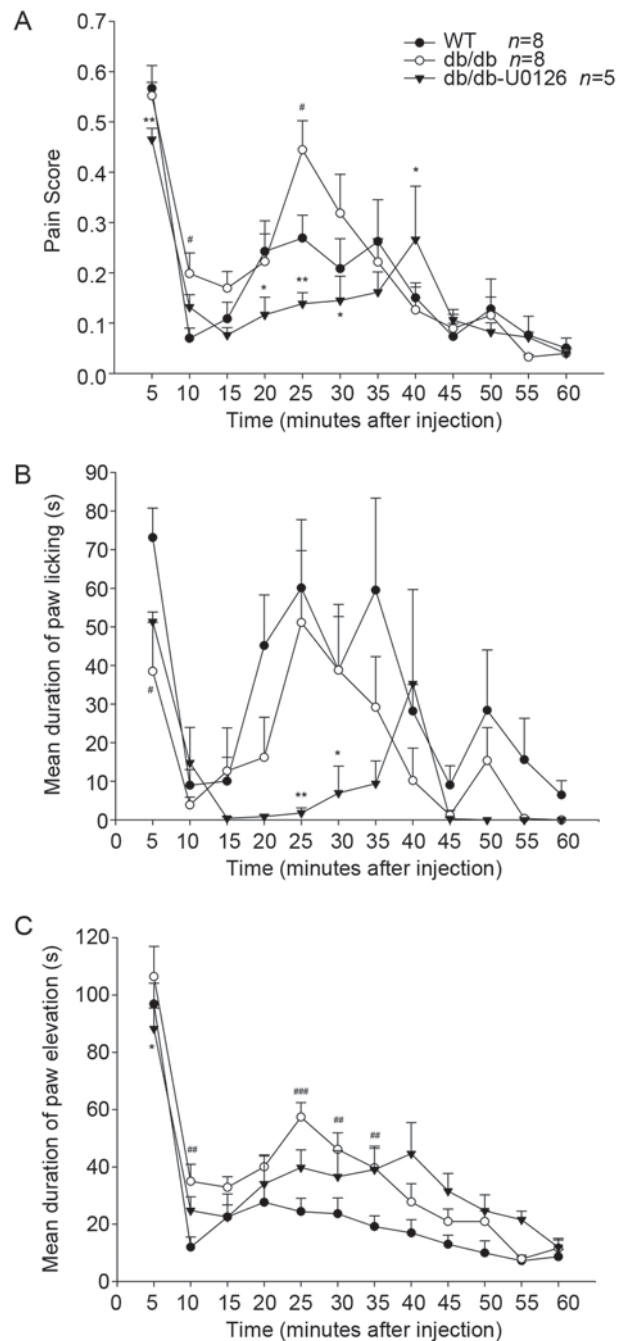 A
WT n=8
db/db n=8
db/db-U0126 n=5
Pain Score
0.6
0.5
0.4
0.3
0.2
0.1
0.0
0.7
** # * # ** * *
5 10 15 20 25 30 35 40 45 50 55 60
Time (minutes after injection)
B
Mean duration of paw licking (s)
90
80
70
60
50
40
30
20
10
0
# ** *
0 5 10 15 20 25 30 35 40 45 50 55 60
Time (minutes after injection)
C
Mean duration of paw elevation (s)
120
100
80
60
40
20
0
* ## ### ## ##
0 5 10 15 20 25 30 35 40 45 50 55 60
Time (minutes after injection)